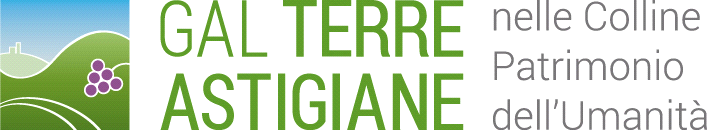 GAL TERRE
ASTIGIANE
nelle Colline
Patrimonio
dell'Umanità